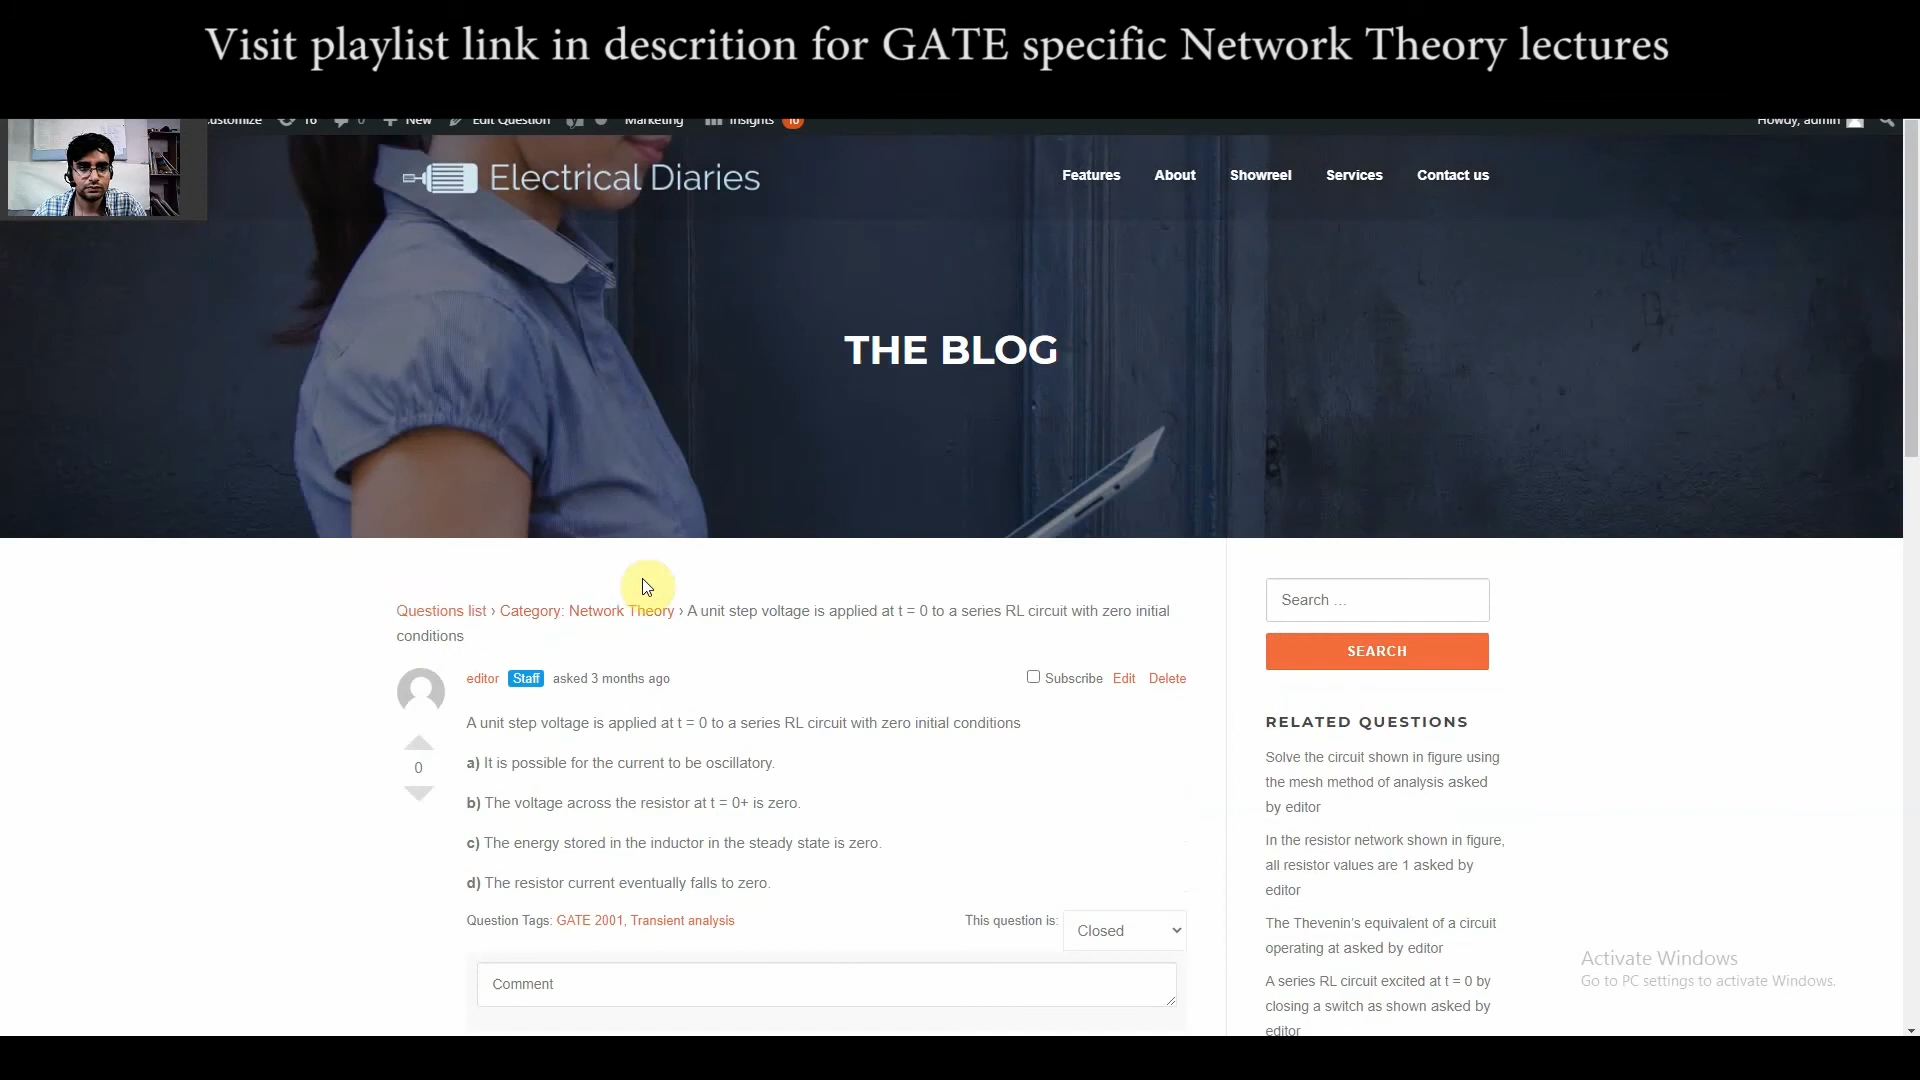 Visit playlist link in descrition for GATE specific Network Theory lectures
Customize 16 0 New Edit Question Marketing Insights 10 Howdy, admin
Electrical Diaries
Features About Showreel Services Contact us
THE BLOG
Questions list › Category: Network Theory › A unit step voltage is applied at t = 0 to a series RL circuit with zero initial
conditions
editor Staff asked 3 months ago
Subscribe Edit Delete
A unit step voltage is applied at t = 0 to a series RL circuit with zero initial conditions
0
a) It is possible for the current to be oscillatory.
b) The voltage across the resistor at t = 0+ is zero.
c) The energy stored in the inductor in the steady state is zero.
d) The resistor current eventually falls to zero.
Question Tags: GATE 2001, Transient analysis
This question is: Closed
Comment
Search …
SEARCH
RELATED QUESTIONS
Solve the circuit shown in figure using
the mesh method of analysis asked
by editor
In the resistor network shown in figure,
all resistor values are 1 asked by
editor
The Thevenin's equivalent of a circuit
operating at asked by editor
A series RL circuit excited at t = 0 by
closing a switch as shown asked by
editor
Activate Windows
Go to PC settings to activate Windows.